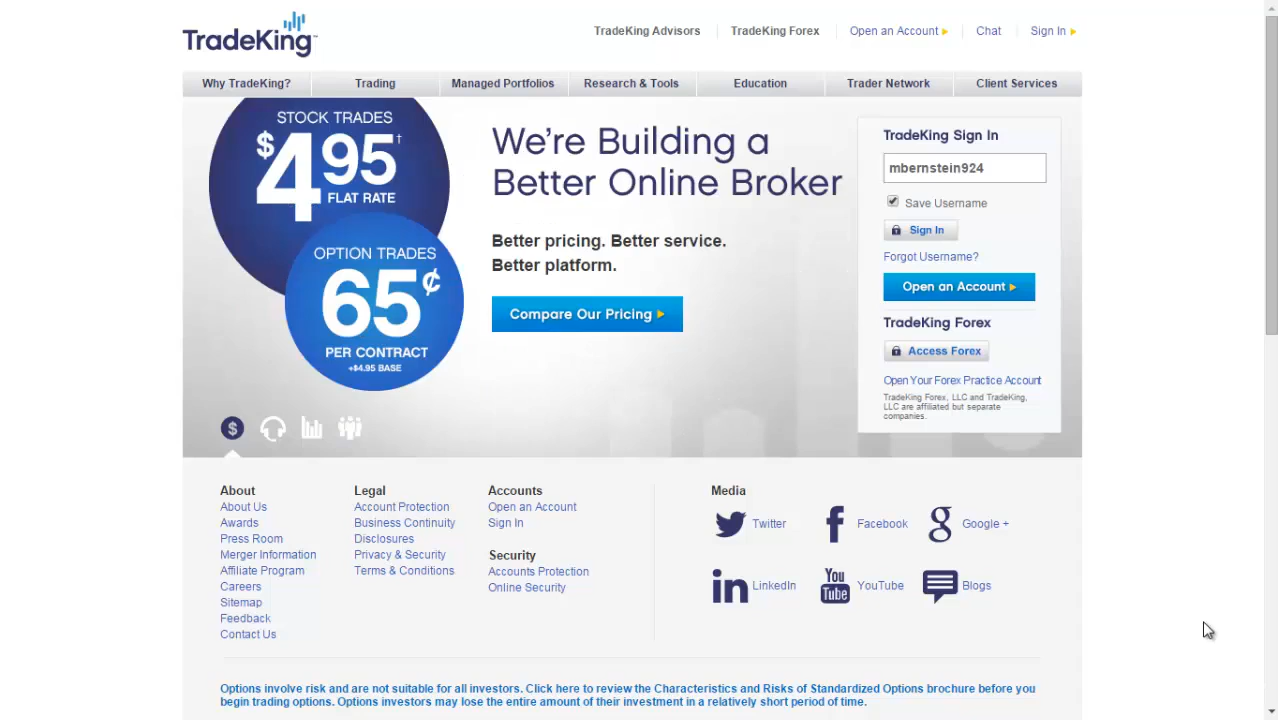 TradeKing
TradeKing Advisors
TradeKing Forex
Open an Account
Chat
Sign In
Why TradeKing?
Trading
Managed Portfolios
Research & Tools
Education
Trader Network
Client Services
STOCK TRADES
$4.95†
FLAT RATE
OPTION TRADES
65¢
PER CONTRACT
+$4.95 BASE
We're Building a
Better Online Broker
Better pricing. Better service.
Better platform.
Compare Our Pricing
TradeKing Sign In
mbernstein924
Save Username
Sign In
Forgot Username?
Open an Account
TradeKing Forex
Access Forex
Open Your Forex Practice Account
TradeKing Forex, LLC and TradeKing,
LLC are affiliated but separate
companies.
$
About
About Us
Awards
Press Room
Merger Information
Affiliate Program
Careers
Sitemap
Feedback
Contact Us
Legal
Account Protection
Business Continuity
Disclosures
Privacy & Security
Terms & Conditions
Accounts
Open an Account
Sign In
Security
Accounts Protection
Online Security
Media
Twitter
Facebook
Google +
in LinkedIn
You Tube YouTube
Blogs
Options involve risk and are not suitable for all investors. Click here to review the Characteristics and Risks of Standardized Options brochure before you
begin trading options. Options investors may lose the entire amount of their investment in a relatively short period of time.